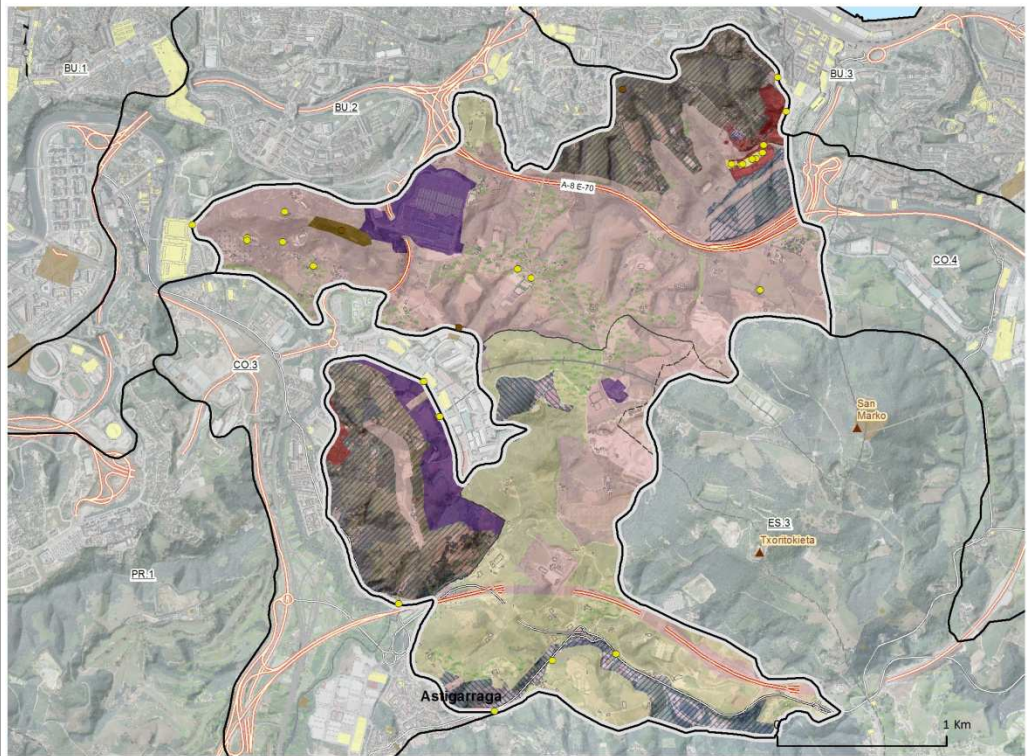 BU.1
BU.2
BU.3
A-8 E-70
CO.4
CO.3
San
Marko
ES.3
Txoritokieta
PR.1
Astigarraga
1 Km